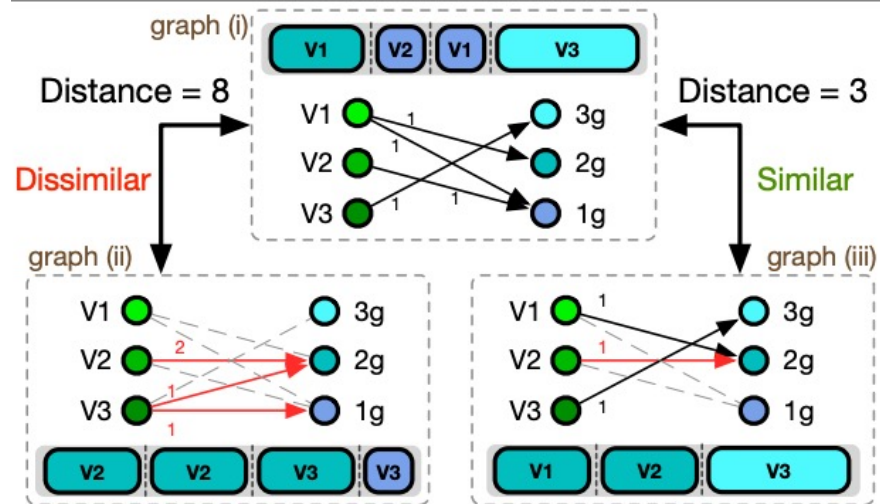 graph (i)
V1 V2 V1 V3
Distance = 8
Distance = 3
V1 1 3g
1
V2 2g
V3 1 1 1g
Dissimilar
Similar
graph (ii)
V1 3g
2
V2 2g
1
V3 1g
1
V2 V2 V3 V3
graph (iii)
1
V1 3g
1
V2 2g
V3 1 1g
V1 V2 V3